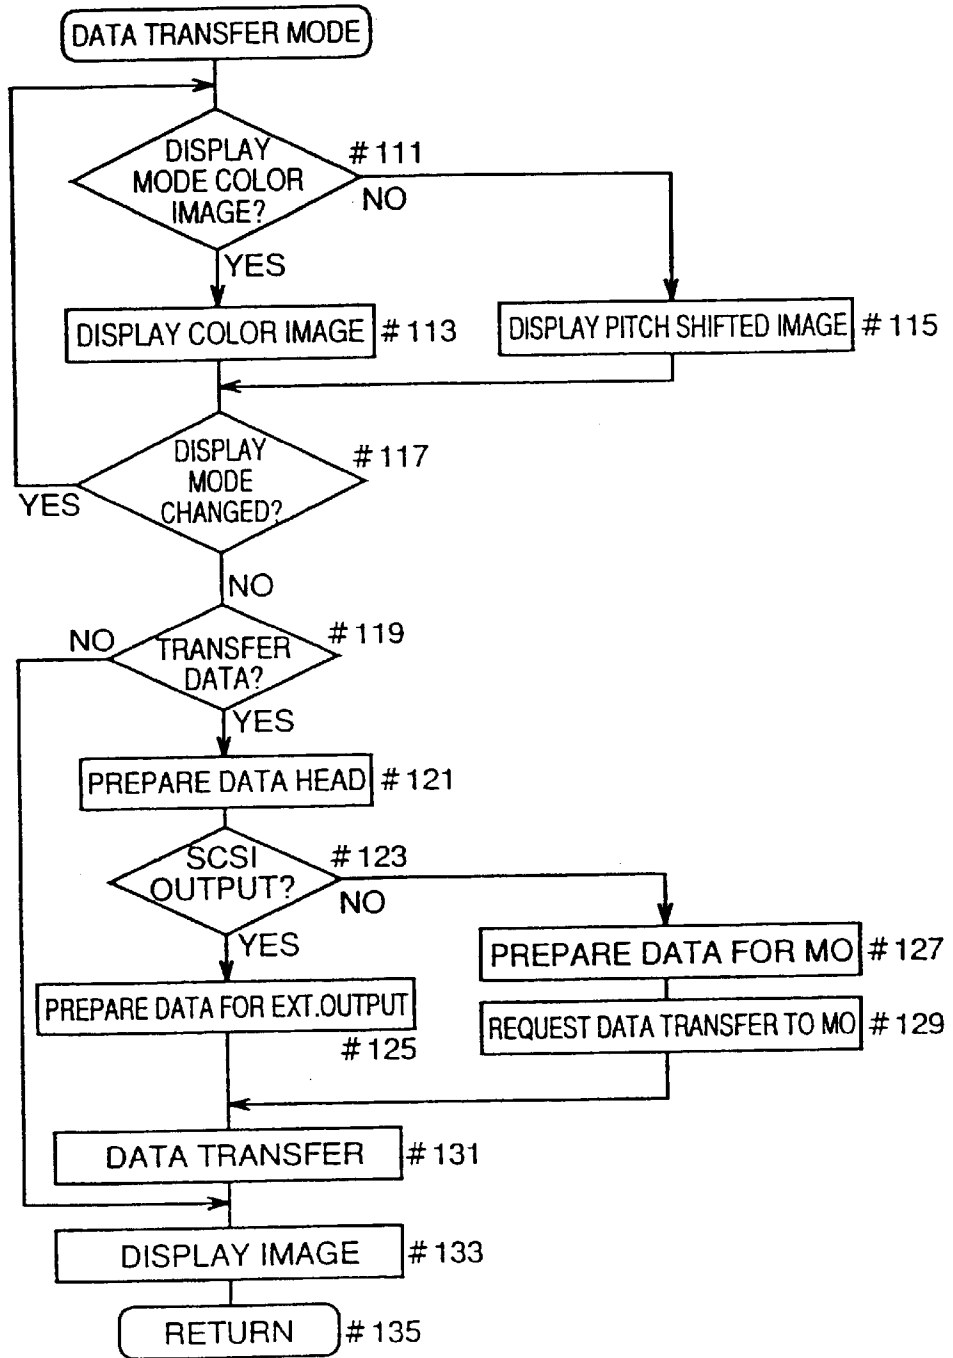 DATA TRANSFER MODE
DISPLAY
MODE COLOR
IMAGE?
#111
NO
YES
DISPLAY COLOR IMAGE
#113
DISPLAY PITCH SHIFTED IMAGE
#115
DISPLAY
MODE
CHANGED?
#117
YES
NO
TRANSFER
DATA?
#119
NO
YES
PREPARE DATA HEAD
#121
SCSI
OUTPUT?
#123
NO
YES
PREPARE DATA FOR MO
#127
PREPARE DATA FOR EXT.OUTPUT
#125
REQUEST DATA TRANSFER TO MO
#129
DATA TRANSFER
#131
DISPLAY IMAGE
#133
RETURN
#135